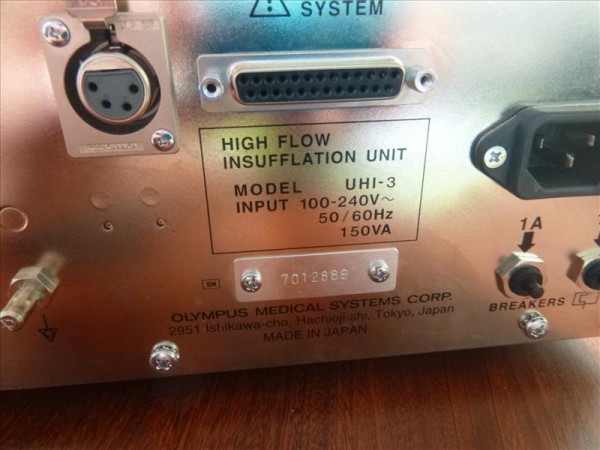 SYSTEM
HIGH FLOW
INSUFFLATION UNIT
MODEL UHI-3
INPUT 100-240V~
50/60Hz
150VA
1A
SN 7012889
BREAKERS
OLYMPUS MEDICAL SYSTEMS CORP.
2951 Ishikawa-cho, Hachioji-shi, Tokyo, Japan
MADE IN JAPAN